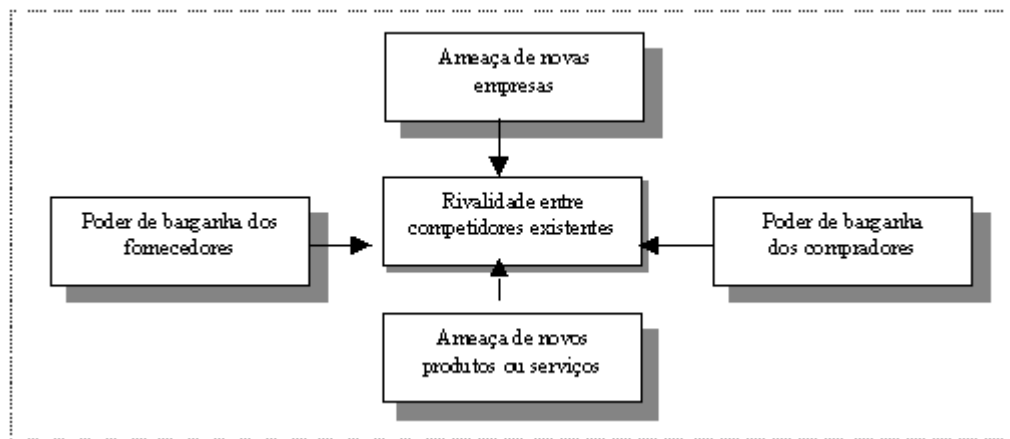 Ameaça de novas
empresas
Rivalidade entre
competidores existentes
Poder de barganha dos
fornecedores
Poder de barganha
dos compradores
Ameaça de novos
produtos ou serviços